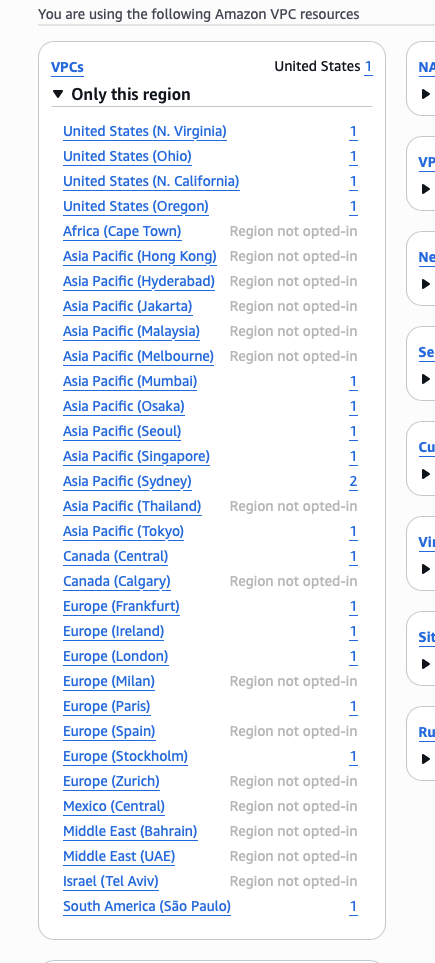 You are using the following Amazon VPC resources
VPCs United States 1
▼ Only this region
United States (N. Virginia) 1
United States (Ohio) 1
United States (N. California) 1
United States (Oregon) 1
Africa (Cape Town) Region not opted-in
Asia Pacific (Hong Kong) Region not opted-in
Asia Pacific (Hyderabad) Region not opted-in
Asia Pacific (Jakarta) Region not opted-in
Asia Pacific (Malaysia) Region not opted-in
Asia Pacific (Melbourne) Region not opted-in
Asia Pacific (Mumbai) 1
Asia Pacific (Osaka) 1
Asia Pacific (Seoul) 1
Asia Pacific (Singapore) 1
Asia Pacific (Sydney) 2
Asia Pacific (Thailand) Region not opted-in
Asia Pacific (Tokyo) 1
Canada (Central) 1
Canada (Calgary) Region not opted-in
Europe (Frankfurt) 1
Europe (Ireland) 1
Europe (London) 1
Europe (Milan) Region not opted-in
Europe (Paris) 1
Europe (Spain) Region not opted-in
Europe (Stockholm) 1
Europe (Zurich) Region not opted-in
Mexico (Central) Region not opted-in
Middle East (Bahrain) Region not opted-in
Middle East (UAE) Region not opted-in
Israel (Tel Aviv) Region not opted-in
South America (São Paulo) 1
NA
VP
Ne
Se
Cu
Vir
Sit
Ru